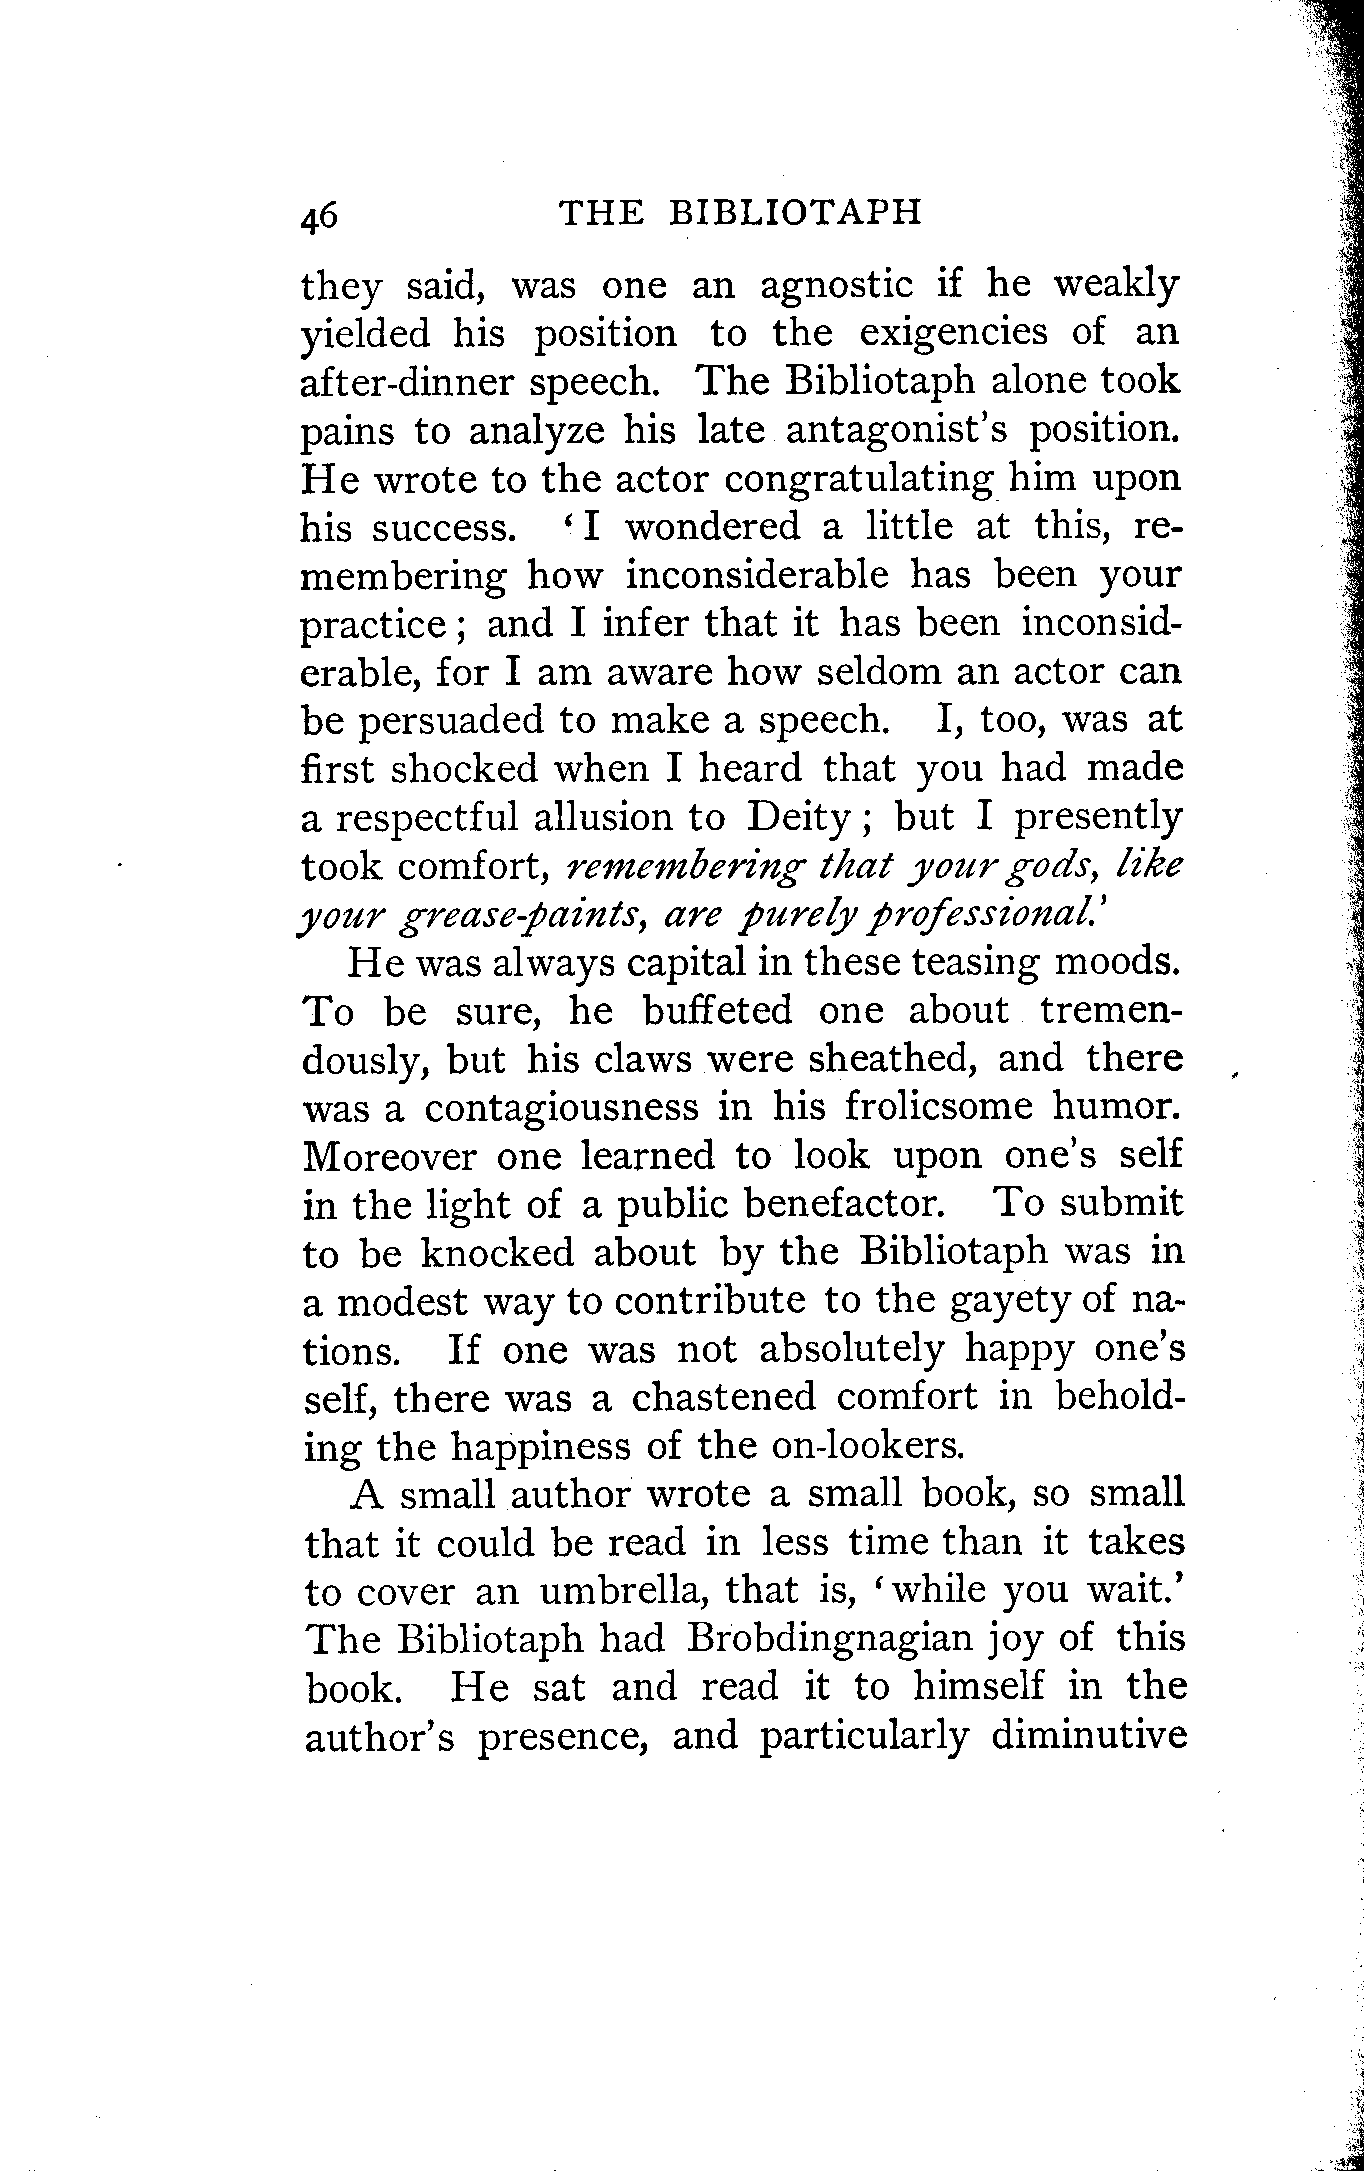 46 THE BIBLIOTAPH
they said, was one an agnostic if he weakly
yielded his position to the exigencies of an
after-dinner speech. The Bibliotaph alone took
pains to analyze his late antagonist's position.
He wrote to the actor congratulating him upon
his success. ‘I wondered a little at this, re-
membering how inconsiderable has been your
practice; and I infer that it has been inconsid-
erable, for I am aware how seldom an actor can
be persuaded to make a speech. I, too, was at
first shocked when I heard that you had made
a respectful allusion to Deity; but I presently
took comfort, remembering that your gods, like
your grease-paints, are purely professional.’
He was always capital in these teasing moods.
To be sure, he buffeted one about tremen-
dously, but his claws were sheathed, and there
was a contagiousness in his frolicsome humor.
Moreover one learned to look upon one's self
in the light of a public benefactor. To submit
to be knocked about by the Bibliotaph was in
a modest way to contribute to the gayety of na-
tions. If one was not absolutely happy one's
self, there was a chastened comfort in behold-
ing the happiness of the on-lookers.
A small author wrote a small book, so small
that it could be read in less time than it takes
to cover an umbrella, that is, ‘while you wait.’
The Bibliotaph had Brobdingnagian joy of this
book. He sat and read it to himself in the
author's presence, and particularly diminutive